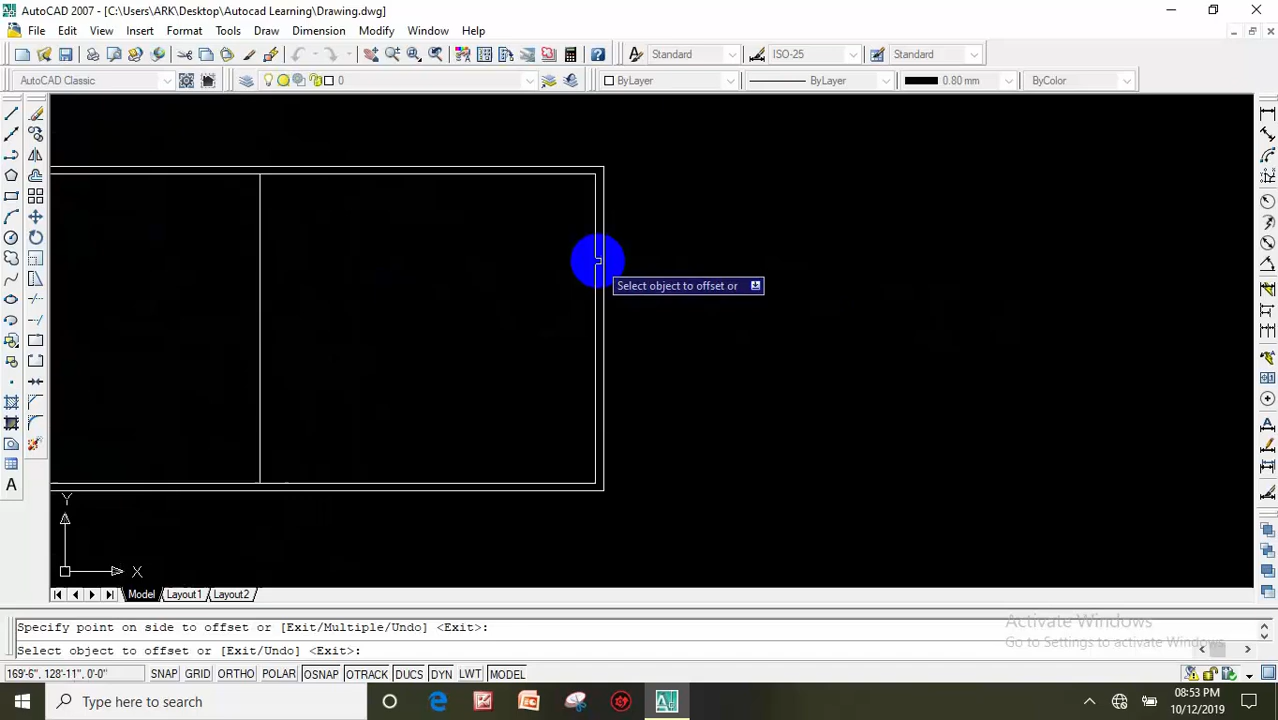 AutoCAD 2007 - [C:\Users\ARK\Desktop\Autocad Learning\Drawing.dwg]
File Edit View Insert Format Tools Draw Dimension Modify Window Help
Standard ISO-25 Standard
AutoCAD Classic 0 ByLayer ByLayer 0.80 mm ByColor
Select object to offset or
Y
X
A
A
Model Layout1 Layout2
Specify point on side to offset or [Exit/Multiple/Undo] <Exit>:
Select object to offset or [Exit/Undo] <Exit>:
Activate Windows
Go to Settings to activate Windows.
169'-6", 128'-11", 0'-0" SNAP GRID ORTHO POLAR OSNAP OTRACK DUCS DYN LWT MODEL
Type here to search
08:53 PM
10/12/2019